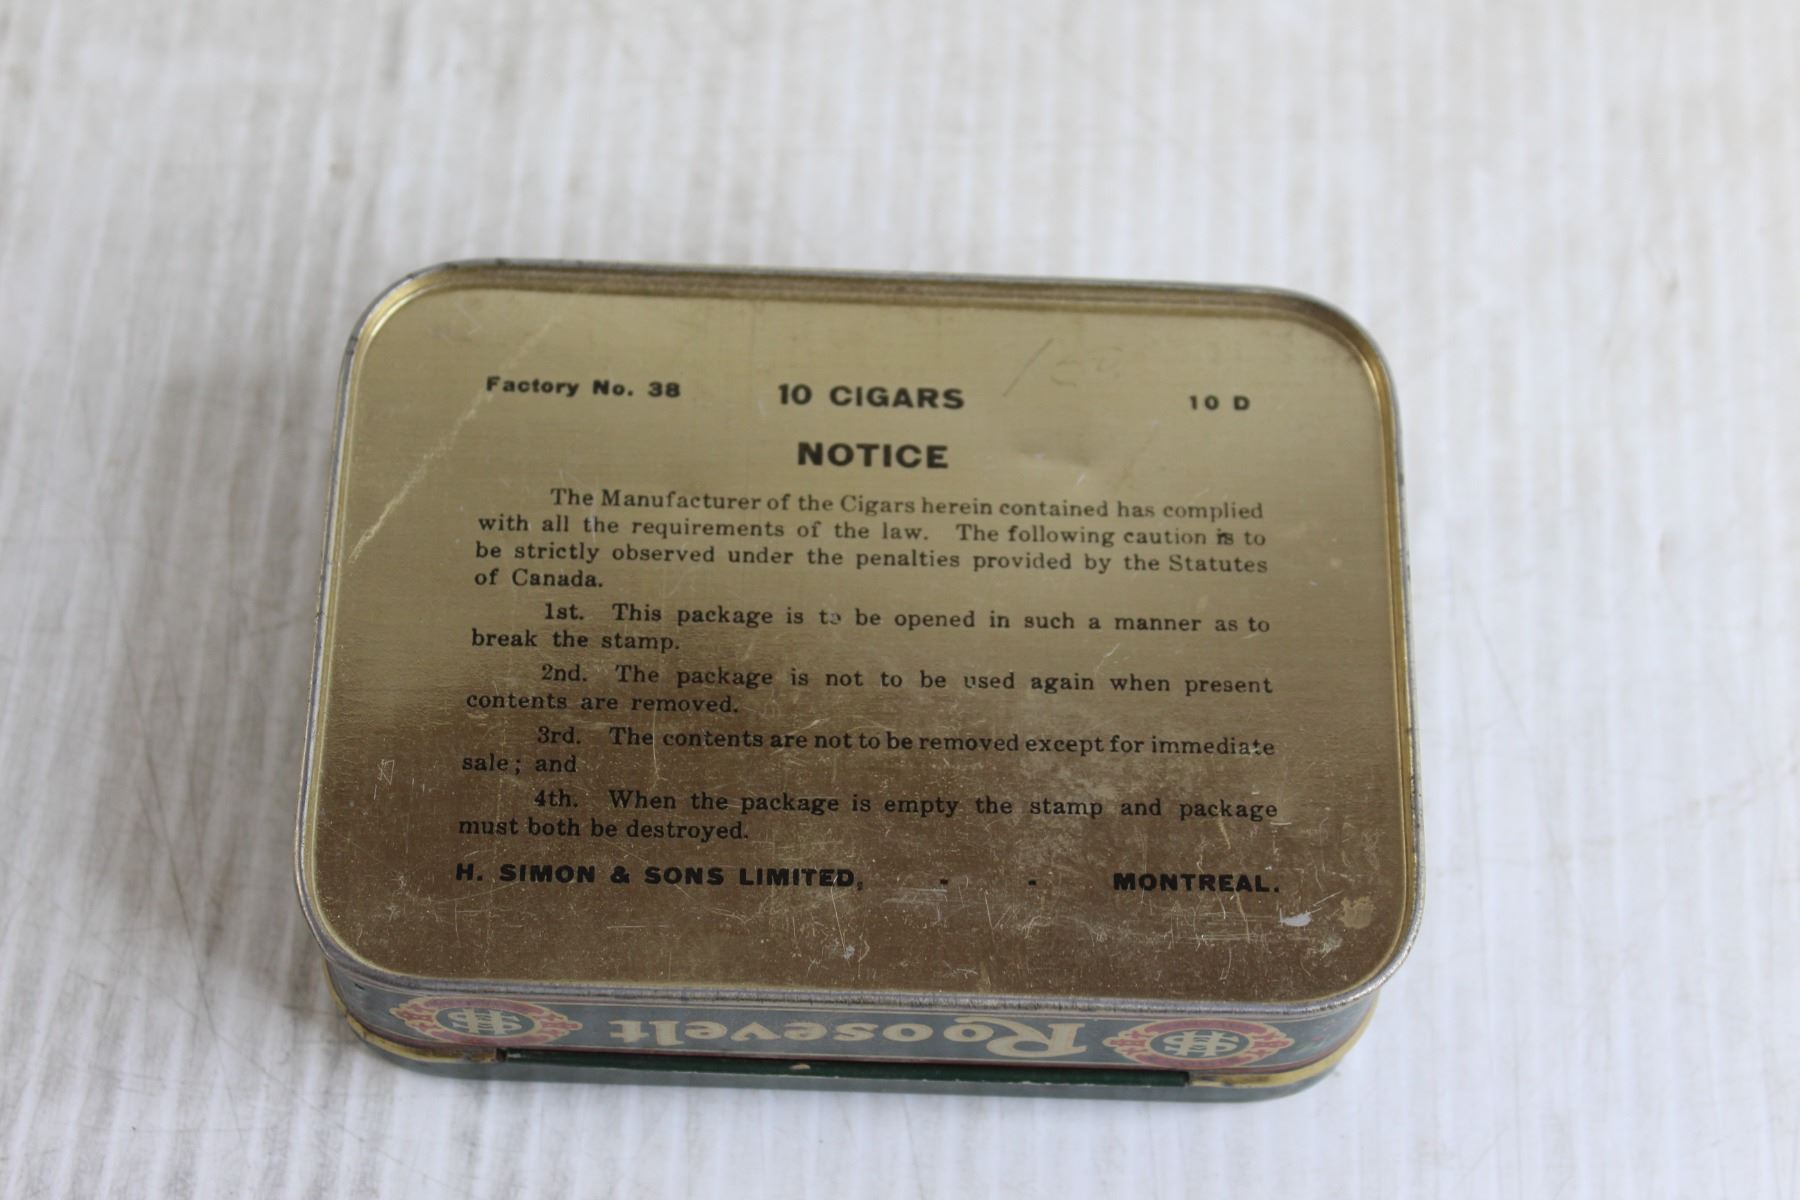 Factory No. 38 10 CIGARS 10 D
NOTICE
The Manufacturer of the Cigars herein contained has complied
with all the requirements of the law. The following caution is to
be strictly observed under the penalties provided by the Statutes
of Canada.
1st. This package is to be opened in such a manner as to
break the stamp.
2nd. The package is not to be used again when present
contents are removed.
3rd. The contents are not to be removed except for immediate
sale; and
4th. When the package is empty the stamp and package
must both be destroyed.
H. SIMON & SONS LIMITED, - - MONTREAL.
Roosevelt